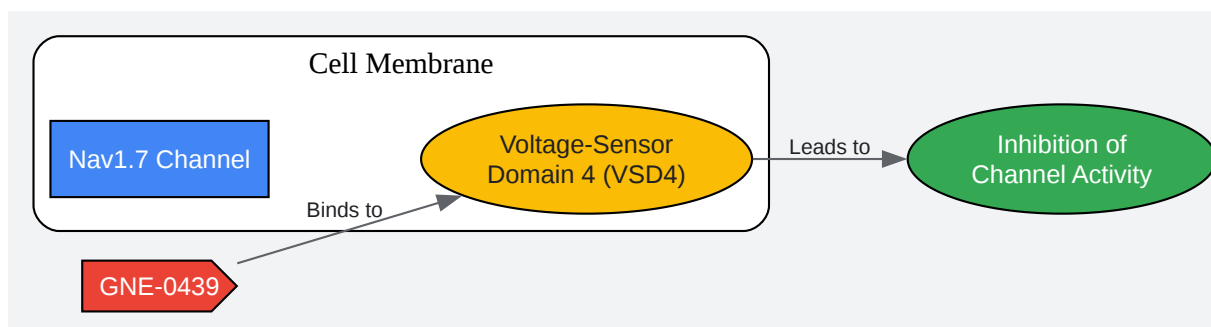 Cell Membrane
Nav1.7 Channel
Voltage-Sensor
Domain 4 (VSD4)
Leads to
Inhibition of
Channel Activity
Binds to
GNE-0439